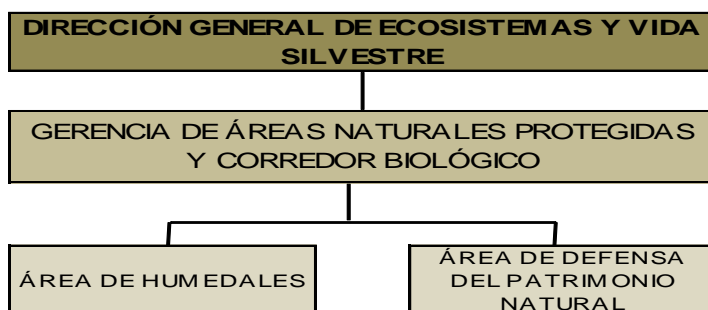 DIRECCIÓN GENERAL DE ECOSISTEMAS Y VIDA
SILVESTRE
GERENCIA DE ÁREAS NATURALES PROTEGIDAS
Y CORREDOR BIOLÓGICO
ÁREA DE HUMEDALES
ÁREA DE DEFENSA
DEL PATRIMONIO
NATURAL